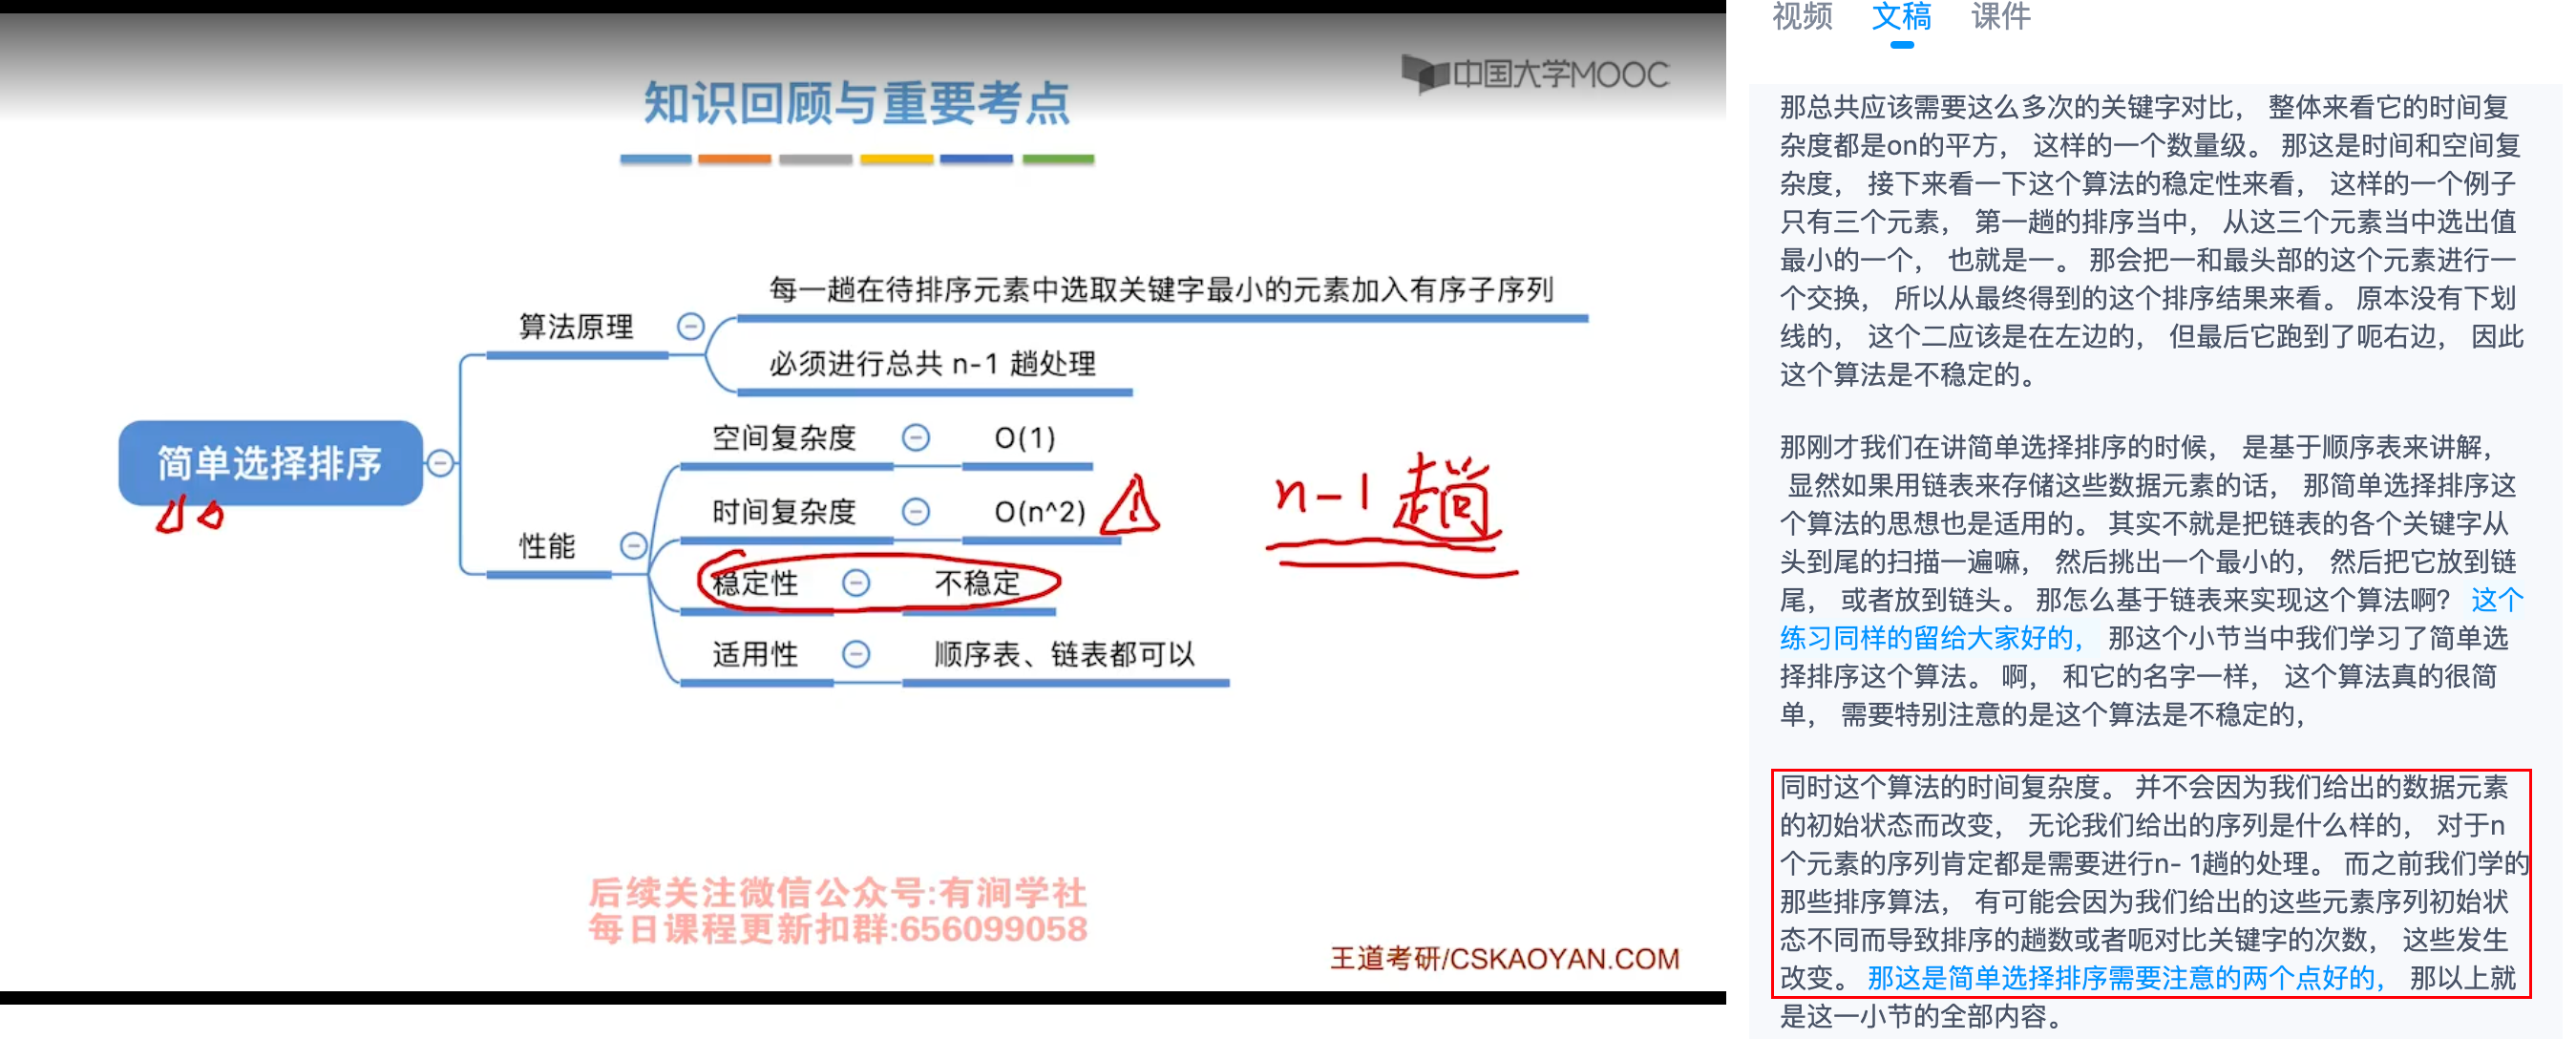 中国大学MOOC
知识回顾与重要考点
每一趟在待排序元素中选取关键字最小的元素加入有序子序列
算法原理
必须进行总共 n-1 趟处理
简单选择排序
空间复杂度
O(1)
时间复杂度
O(n^2)
n-1 趟
性能
稳定性
不稳定
适用性
顺序表、链表都可以
后续关注微信公众号:有涧学社
每日课程更新扣群:656099058
王道考研/CSKAOYAN.COM
视频 文稿 课件
那总共应该需要这么多次的关键字对比， 整体来看它的时间复
杂度都是on的平方， 这样的一个数量级。 那这是时间和空间复
杂度， 接下来看一下这个算法的稳定性来看， 这样的一个例子
只有三个元素， 第一趟的排序当中， 从这三个元素当中选出值
最小的一个， 也就是一。 那会把一和最头部的这个元素进行一
个交换， 所以从最终得到的这个排序结果来看。 原本没有下划
线的， 这个二应该是在左边的， 但最后它跑到了呃右边， 因此
这个算法是不稳定的。
那刚才我们在讲简单选择排序的时候， 是基于顺序表来讲解，
显然如果用链表来存储这些数据元素的话， 那简单选择排序这
个算法的思想也是适用的。 其实不就是把链表的各个关键字从
头到尾的扫描一遍嘛， 然后挑出一个最小的， 然后把它放到链
尾， 或者放到链头。 那怎么基于链表来实现这个算法啊? 这个
练习同样的留给大家好的， 那这个小节当中我们学习了简单选
择排序这个算法。 啊， 和它的名字一样， 这个算法真的很简
单， 需要特别注意的是这个算法是不稳定的，
同时这个算法的时间复杂度。 并不会因为我们给出的数据元素
的初始状态而改变， 无论我们给出的序列是什么样的， 对于n
个元素的序列肯定都是需要进行n- 1趟的处理。 而之前我们学的
那些排序算法， 有可能会因为我们给出的这些元素序列初始状
态不同而导致排序的趟数或者呃对比关键字的次数， 这些发生
改变。 那这是简单选择排序需要注意的两个点好的， 那以上就
是这一小节的全部内容。